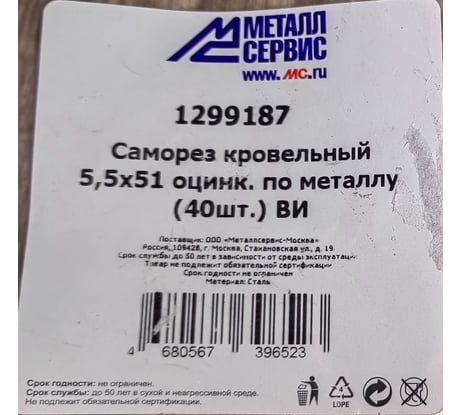 МЕТАЛЛ
СЕРВИС
www.мс.ru
1299187
Саморез кровельный
5,5x51 оцинк. по металлу
(40шт.) ВИ
Поставщик: ООО «Металлсервис-Москва»
Россия, 109428, г. Москва, Стахановская ул., д. 19
Срок службы до 50 лет в зависимости от среды эксплуатации
Товар не подлежит обязательной сертификации
Срок годности не ограничен
Материал: Сталь
4 680567 396523
Срок годности: не ограничен.
Срок службы: до 50 лет в сухой и неагрессивной среде.
Не подлежит обязательной сертификации.
4
LDPE